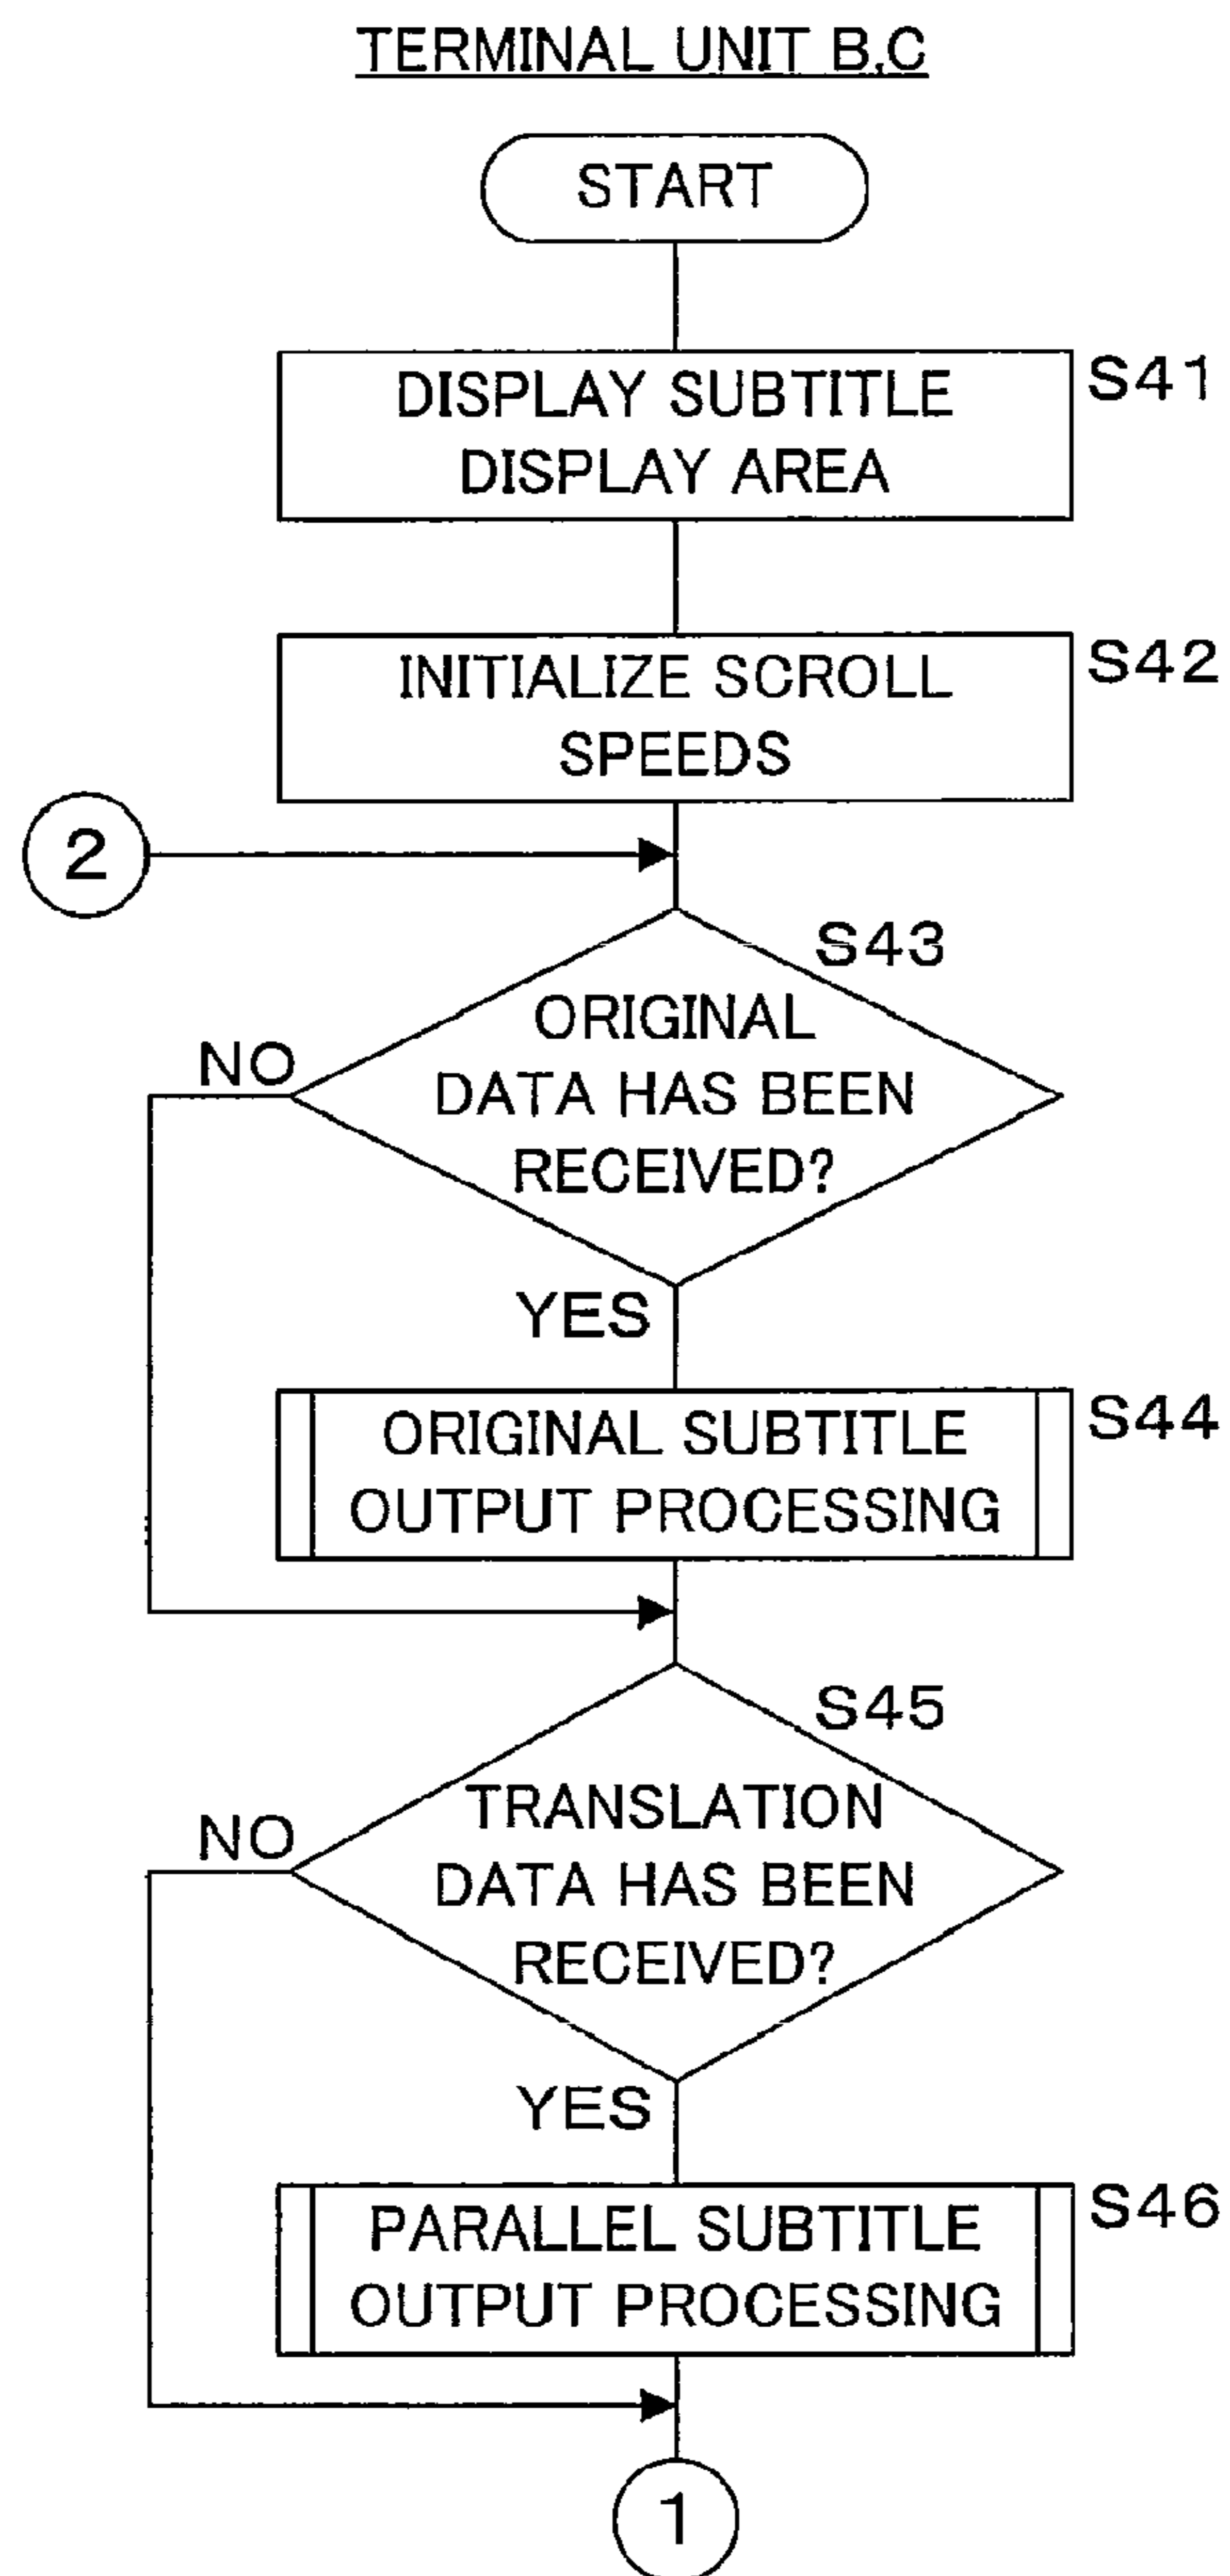 TERMINAL UNIT B,C
START
DISPLAY SUBTITLE
DISPLAY AREA
S41
INITIALIZE SCROLL
SPEEDS
S42
2
S43
ORIGINAL
DATA HAS BEEN
RECEIVED?
NO
YES
ORIGINAL SUBTITLE
OUTPUT PROCESSING
S44
S45
TRANSLATION
DATA HAS BEEN
RECEIVED?
NO
YES
PARALLEL SUBTITLE
OUTPUT PROCESSING
S46
1